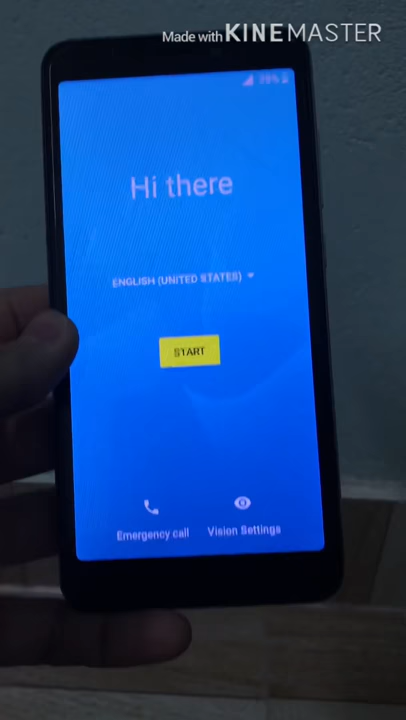 Made with KINEMASTER
Hi there
ENGLISH (UNITED STATES)
START
Emergency call
Vision Settings